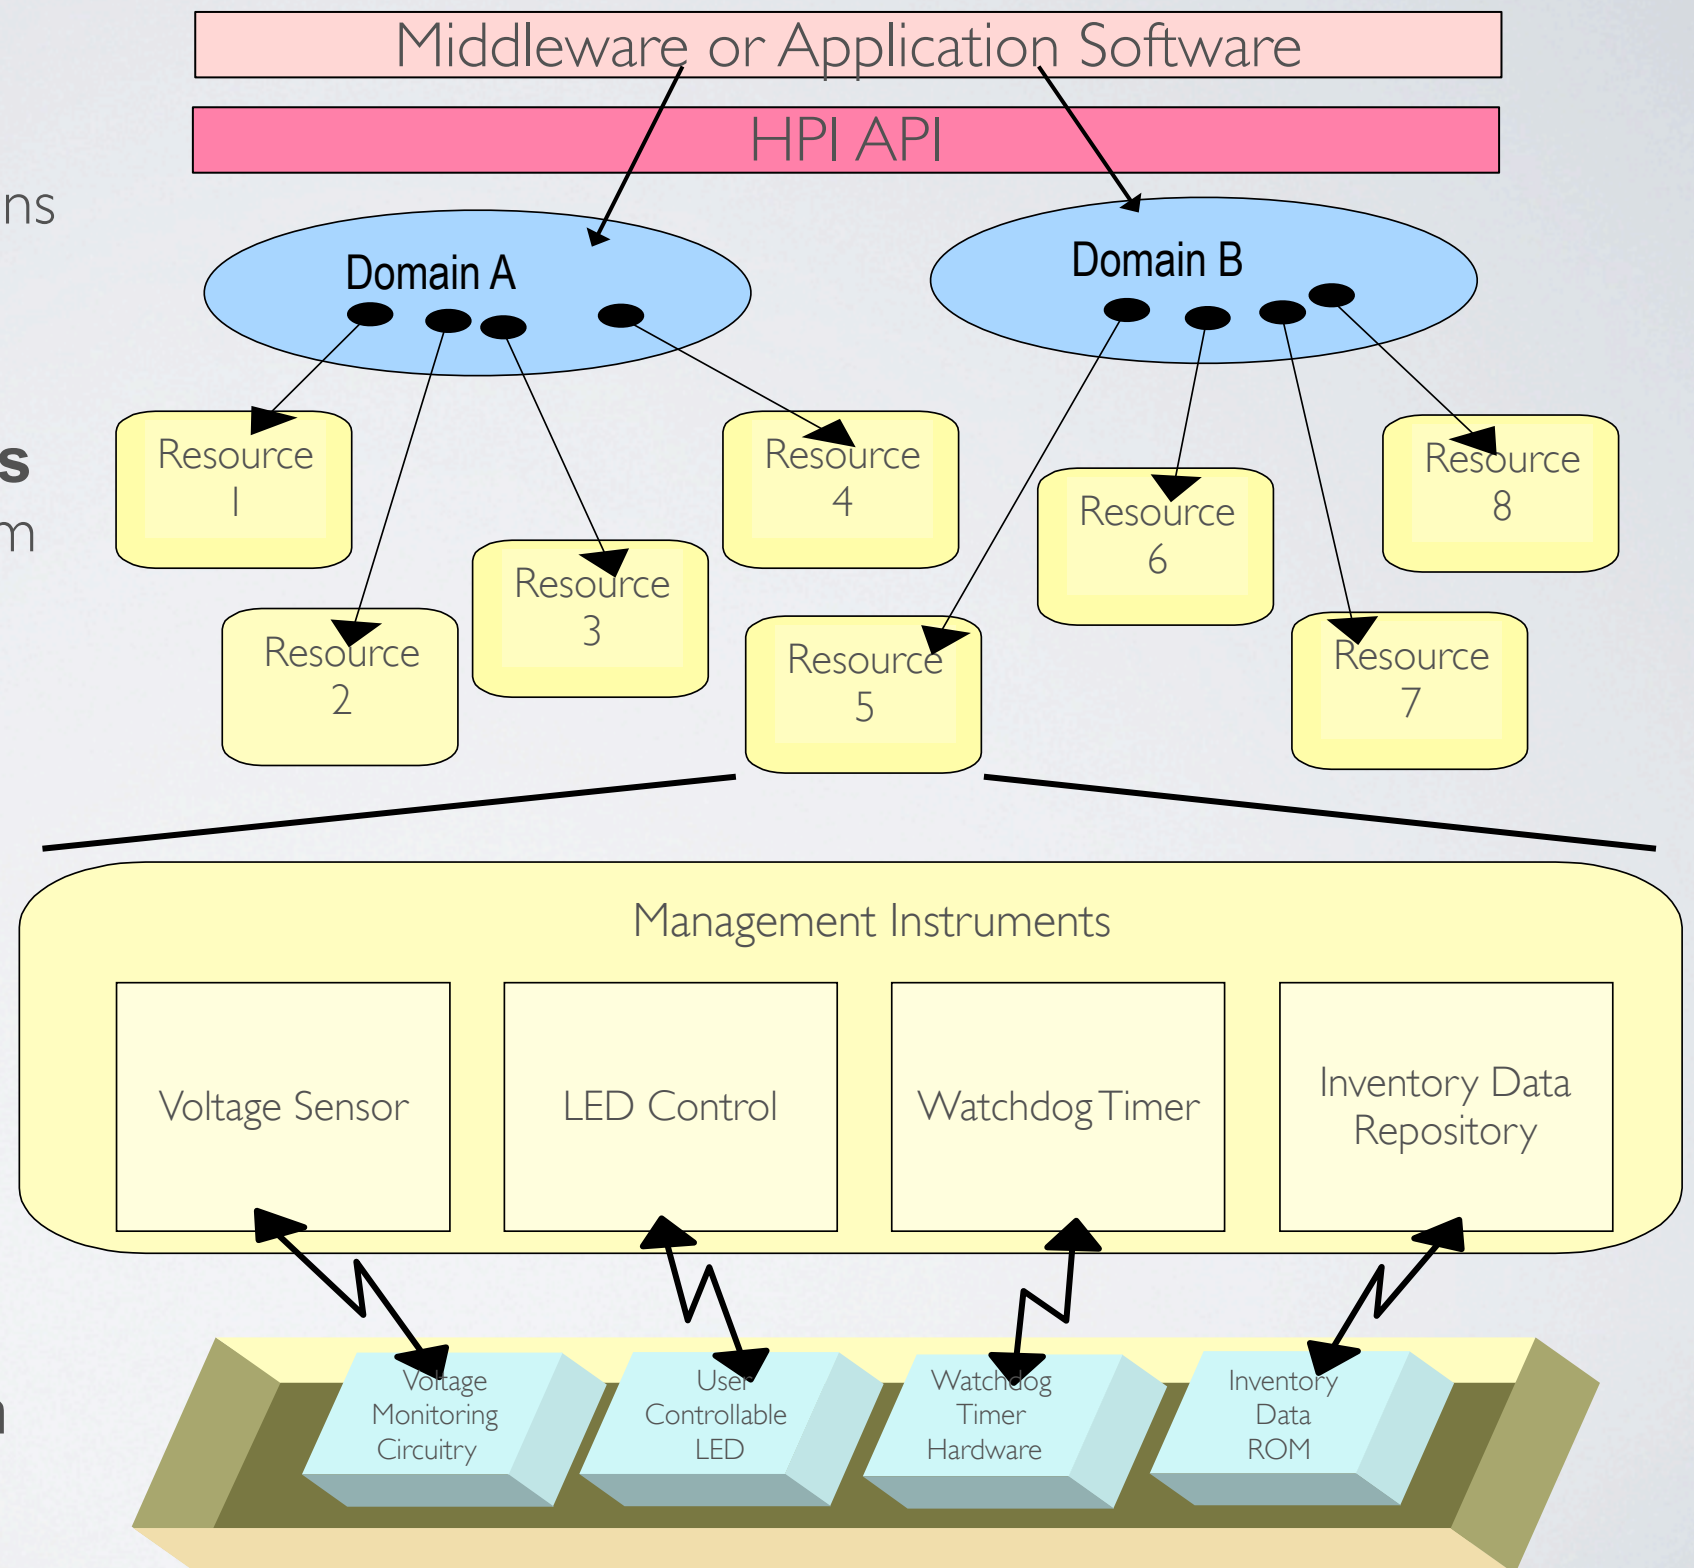 Middleware or Application Software
HPI API
ns
Domain A
Domain B
s
m
Resource
1
Resource
4
Resource
8
Resource
6
Resource
3
Resource
2
Resource
5
Resource
7
Management Instruments
Voltage Sensor
LED Control
Watchdog Timer
Inventory Data
Repository
Voltage
Monitoring
Circuitry
User
Controllable
LED
Watchdog
Timer
Hardware
Inventory
Data
ROM